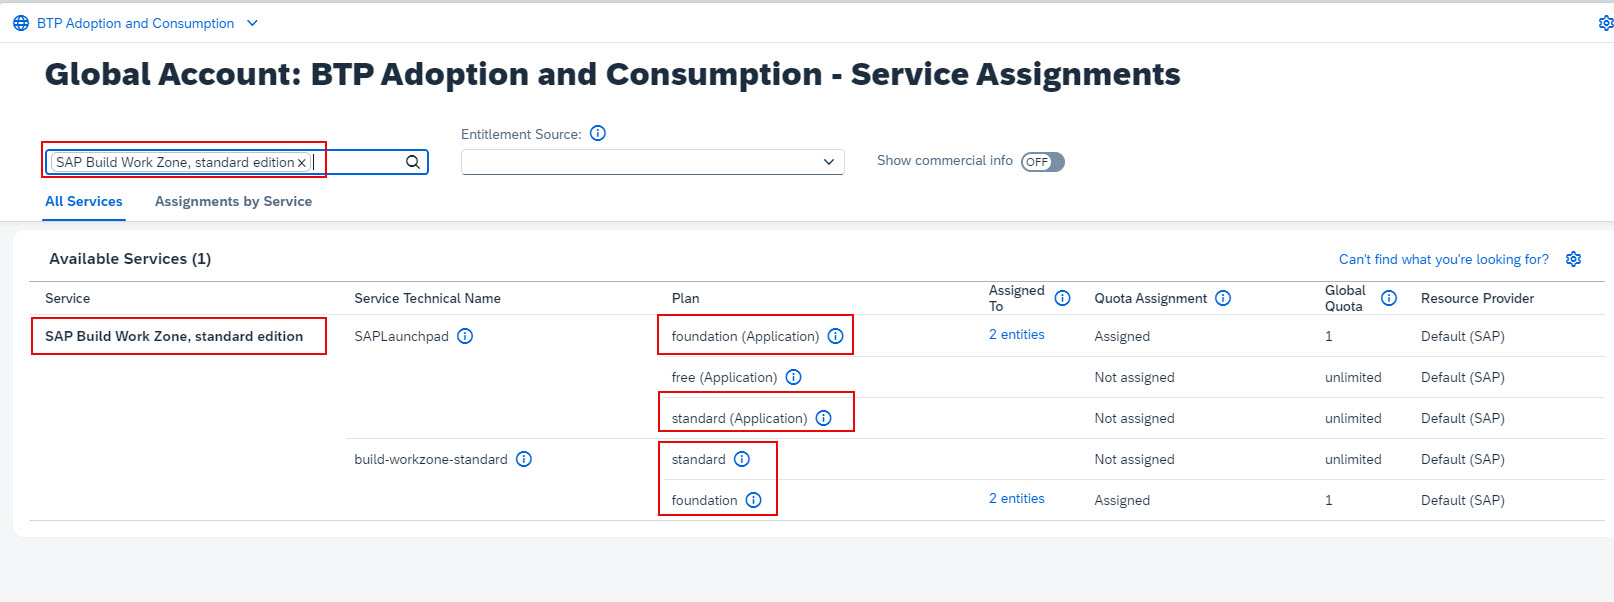 BTP Adoption and Consumption
Global Account: BTP Adoption and Consumption - Service Assignments
Entitlement Source:
SAP Build Work Zone, standard edition
Show commercial info OFF
All Services Assignments by Service
Available Services (1) Can't find what you're looking for?
Service Service Technical Name Plan Assigned To Quota Assignment Global Quota Resource Provider
SAP Build Work Zone, standard edition SAPLaunchpad foundation (Application) 2 entities Assigned 1 Default (SAP)
free (Application) Not assigned unlimited Default (SAP)
standard (Application) Not assigned unlimited Default (SAP)
build-workzone-standard standard Not assigned unlimited Default (SAP)
foundation 2 entities Assigned 1 Default (SAP)